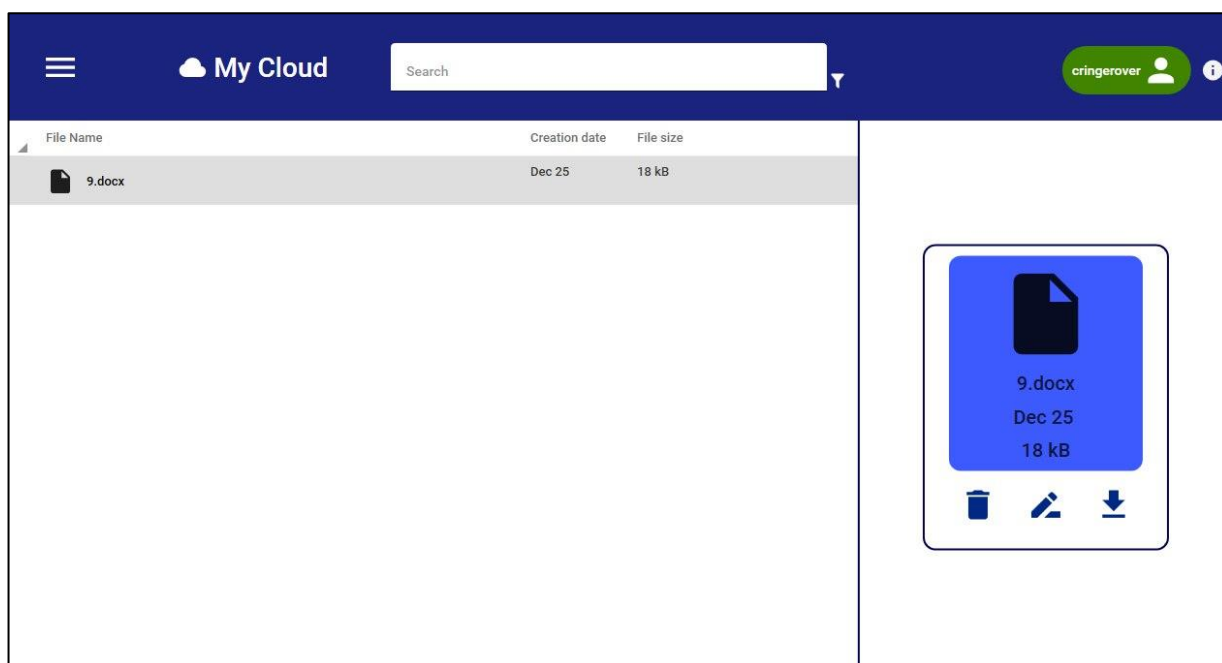 My Cloud
Search
cringerover
File Name Creation date File size
9.docx Dec 25 18 kB
9.docx
Dec 25
18 kB